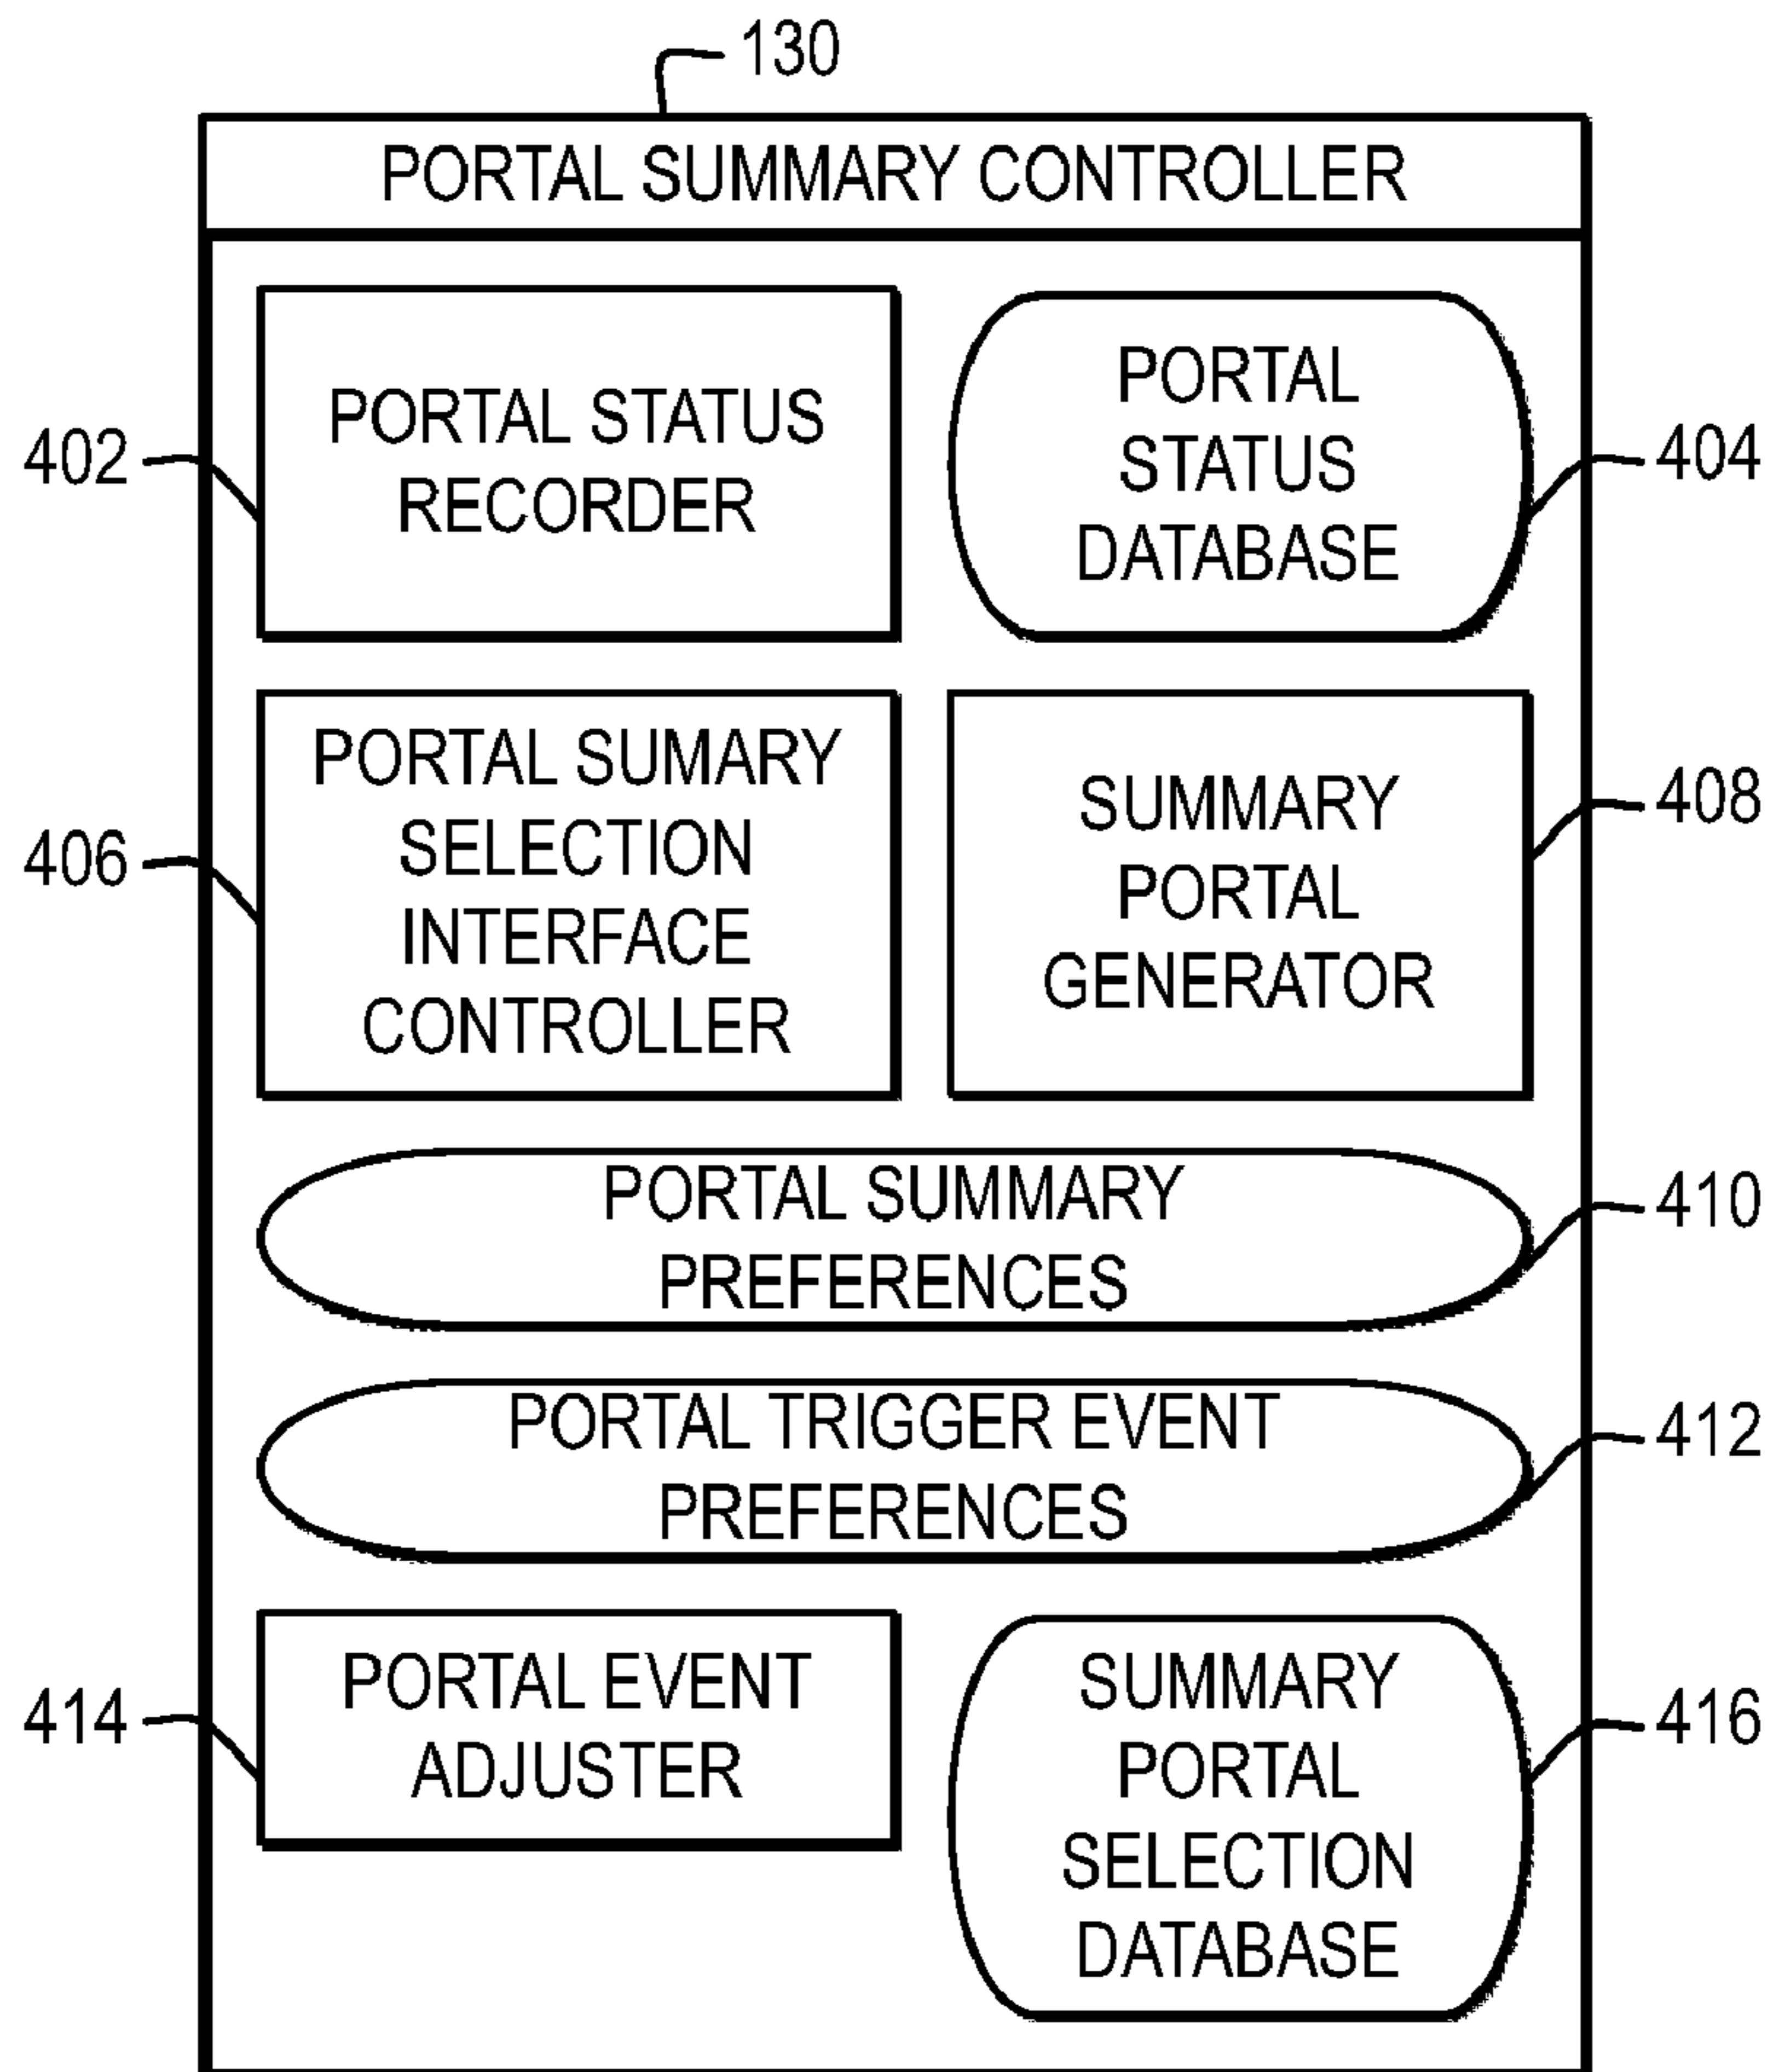 130
PORTAL SUMMARY CONTROLLER
402
PORTAL STATUS
RECORDER
PORTAL
STATUS
DATABASE
404
406
PORTAL SUMARY
SELECTION
INTERFACE
CONTROLLER
SUMMARY
PORTAL
GENERATOR
408
PORTAL SUMMARY
PREFERENCES
410
PORTAL TRIGGER EVENT
PREFERENCES
412
414
PORTAL EVENT
ADJUSTER
SUMMARY
PORTAL
SELECTION
DATABASE
416